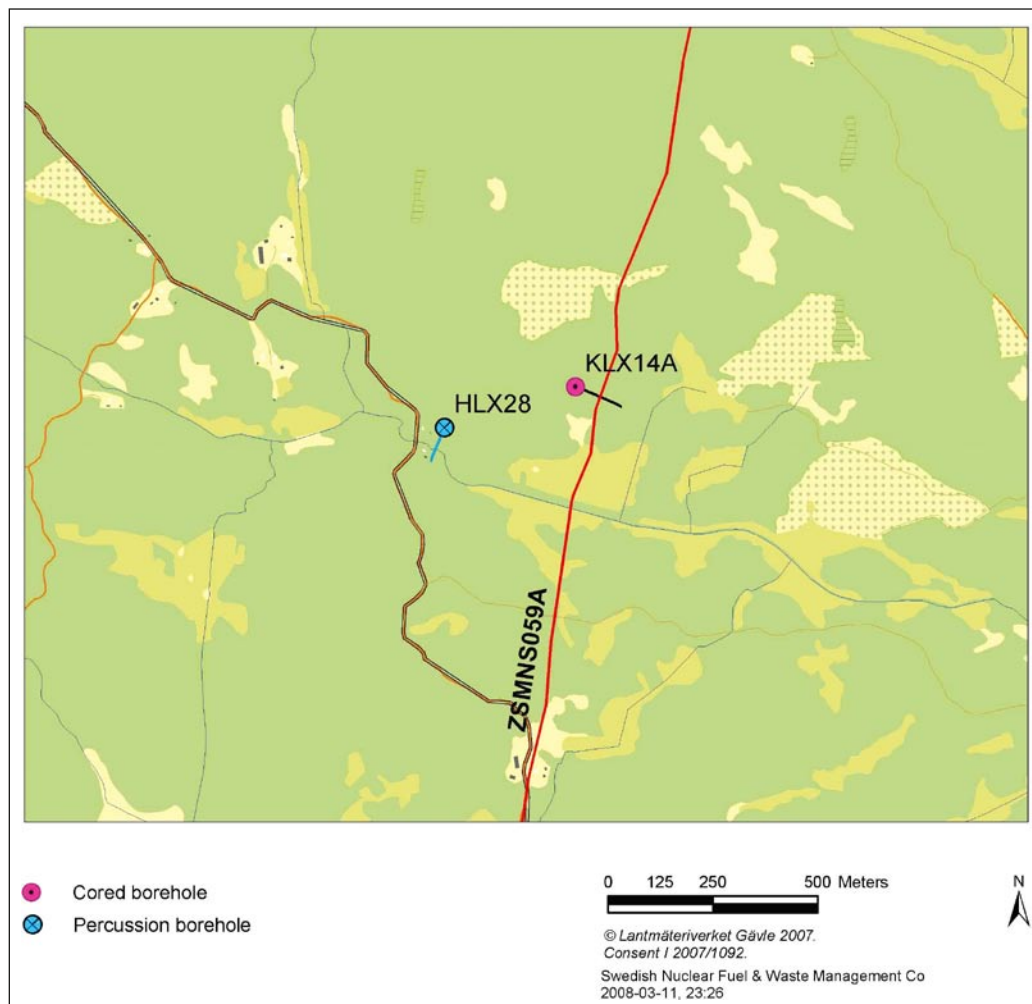 KLX14A
HLX28
ZSMNS059A
Cored borehole
Percussion borehole
0 125 250 500 Meters
N
© Lantmäteriverket Gävle 2007.
Consent I 2007/1092.
Swedish Nuclear Fuel & Waste Management Co
2008-03-11, 23:26